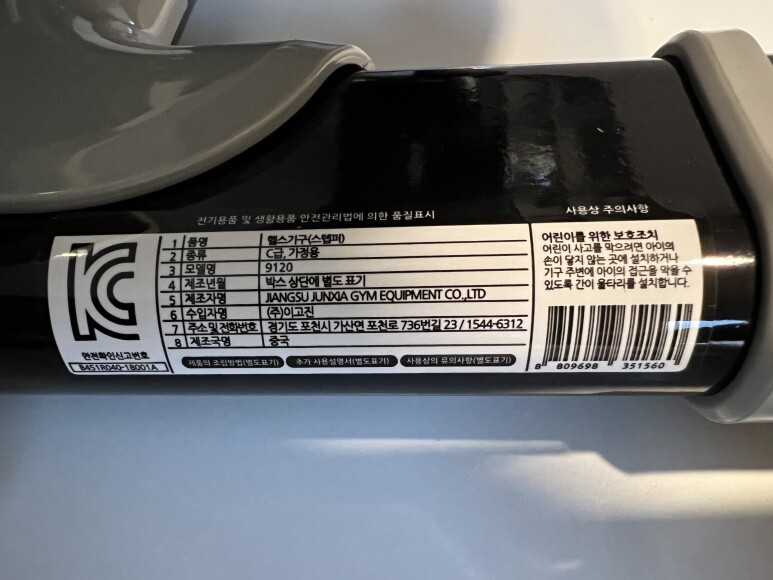 전기용품 및 생활용품 안전관리법에 의한 품질표시
1 품명 헬스기구(스텝퍼)
2 종류 C급, 가정용
3 모델명 9120
4 제조년월 박스 상단에 별도 표기
5 제조자명 JIANGSU JUNXIA GYM EQUIPMENT CO.,LTD
6 수입자명 (주)이고진
7 주소 및 전화번호 경기도 포천시 가산면 포천로 736번길 23 / 1544-6312
8 제조국명 중국
제품의 조립방법(별도표기) 추가 사용설명서(별도표기) 사용상의 유의사항(별도표기)
안전확인신고번호
B451R040-18001A
사용상 주의사항
어린이를 위한 보호조치
어린이 사고를 막으려면 아이의
손이 닿지 않는 곳에 설치하거나
기구 주변에 아이의 접근을 막을 수
있도록 간이 울타리를 설치합니다.
8 809698 351560